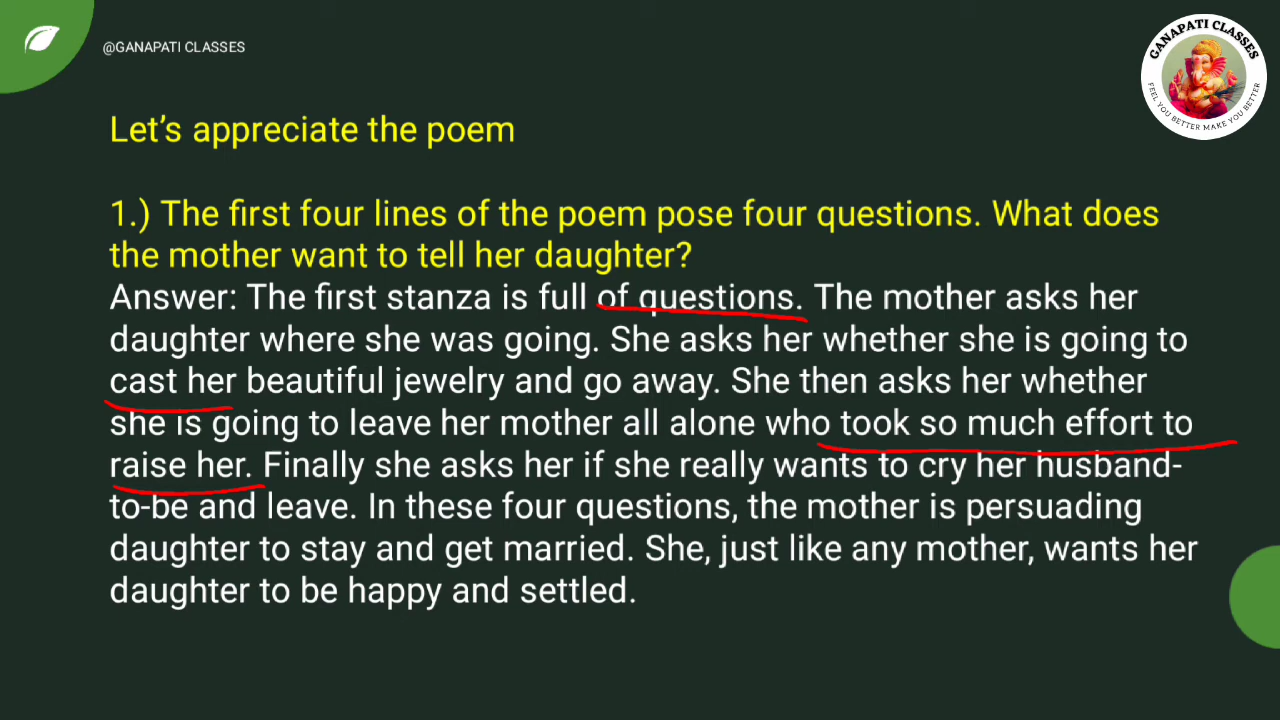 @GANAPATI CLASSES
GANAPATI CLASSES
FEEL YOU BETTER MAKE YOU BETTER
Let's appreciate the poem
1.) The first four lines of the poem pose four questions. What does
the mother want to tell her daughter?
Answer: The first stanza is full of questions. The mother asks her
daughter where she was going. She asks her whether she is going to
cast her beautiful jewelry and go away. She then asks her whether
she is going to leave her mother all alone who took so much effort to
raise her. Finally she asks her if she really wants to cry her husband-
to-be and leave. In these four questions, the mother is persuading
daughter to stay and get married. She, just like any mother, wants her
daughter to be happy and settled.